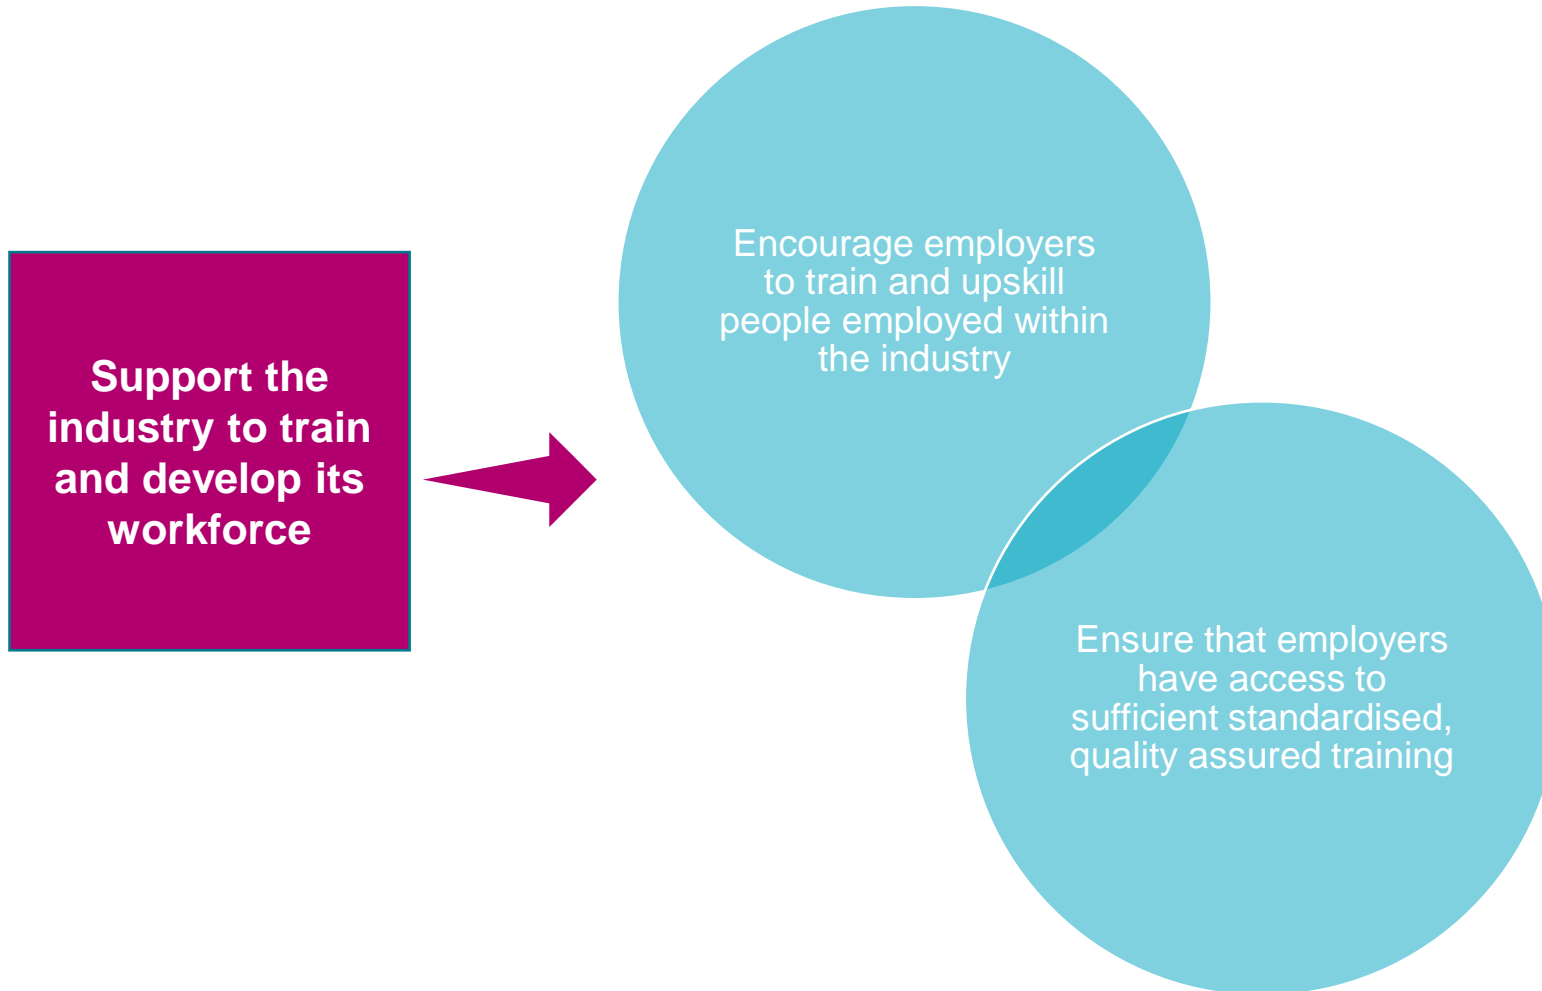 Support the
industry to train
and develop its
workforce
Encourage employers
to train and upskill
people employed within
the industry
Ensure that employers
have access to
sufficient standardised,
quality assured training